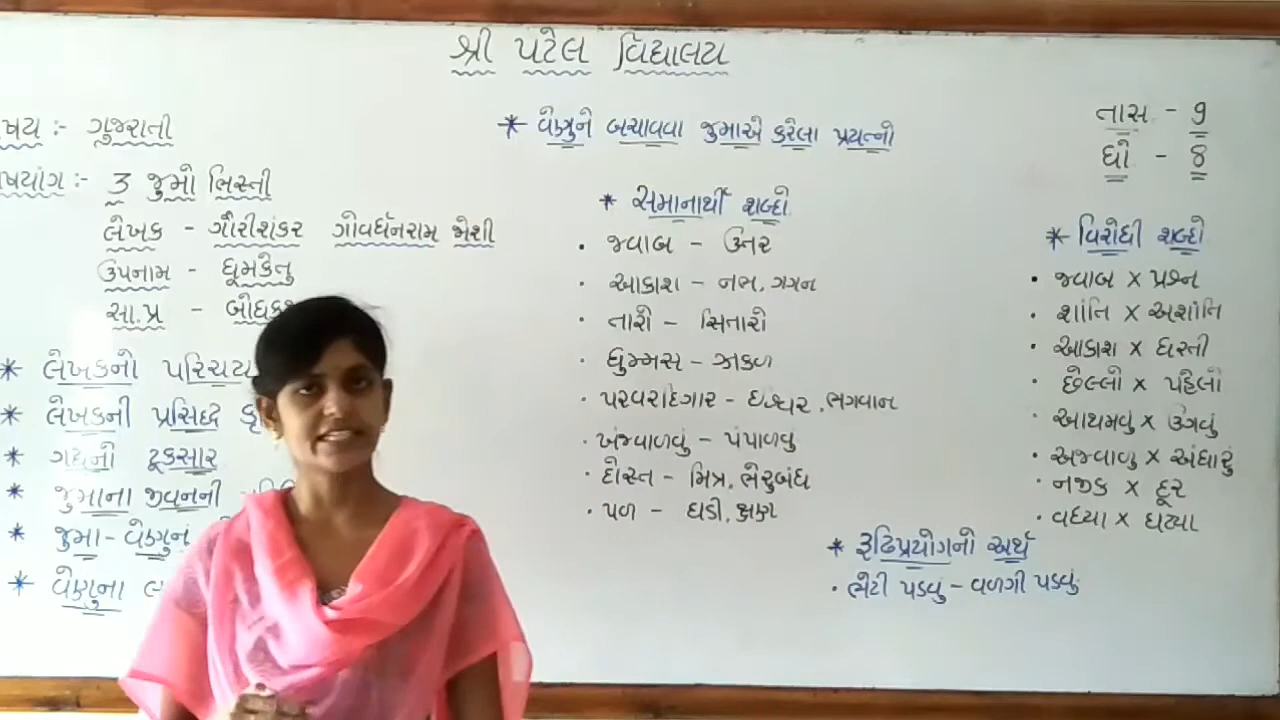 શ્રી પટેલ વિદ્યાલય
ષય :- ગુજરાતી
ષયાંગ :- ૩ જુમો ભિસ્તી
લેખક - ગૌરીશંકર ગોવર્ધનરામ જોશી
ઉપનામ - ધૂમકેતુ
સા.પ્ર - બોધક
* લેખકનો પરિચય
* લેખકની પ્રસિદ્ધ કૃ
* ગદ્યનો ટૂકસાર
* જુમાના જીવનની
* જુમા - વેણુનું
* વેણુના
* વેણુને બચાવવા જુમાએ કરેલા પ્રયત્નો
* સમાનાર્થી શબ્દો
• જવાબ - ઉત્તર
• આકાશ - નભ, ગગન
• તારો - સિતારો
• ધુમ્મસ - ઝાકળ
• પરવરદિગાર - ઇશ્વર, ભગવાન
• ખંજવાળવું - પંપાળવું
• દોસ્ત - મિત્ર, ભેરુબંધ
• પળ - ઘડી, ક્ષણ
તાસ - ૧
ધો - ૪
* વિરોધી શબ્દો
• જવાબ X પ્રશ્ન
• શાંતિ X અશાંતિ
• આકાશ X ધરતી
• છેલ્લો X પહેલો
• આથમવું X ઉગવું
• અજવાળુ X અંધારું
• નજીક X દૂર
• વધ્યા X ઘટ્યા
* રૂઢિપ્રયોગનો અર્થ
• ભેટી પડવું - વળગી પડવું